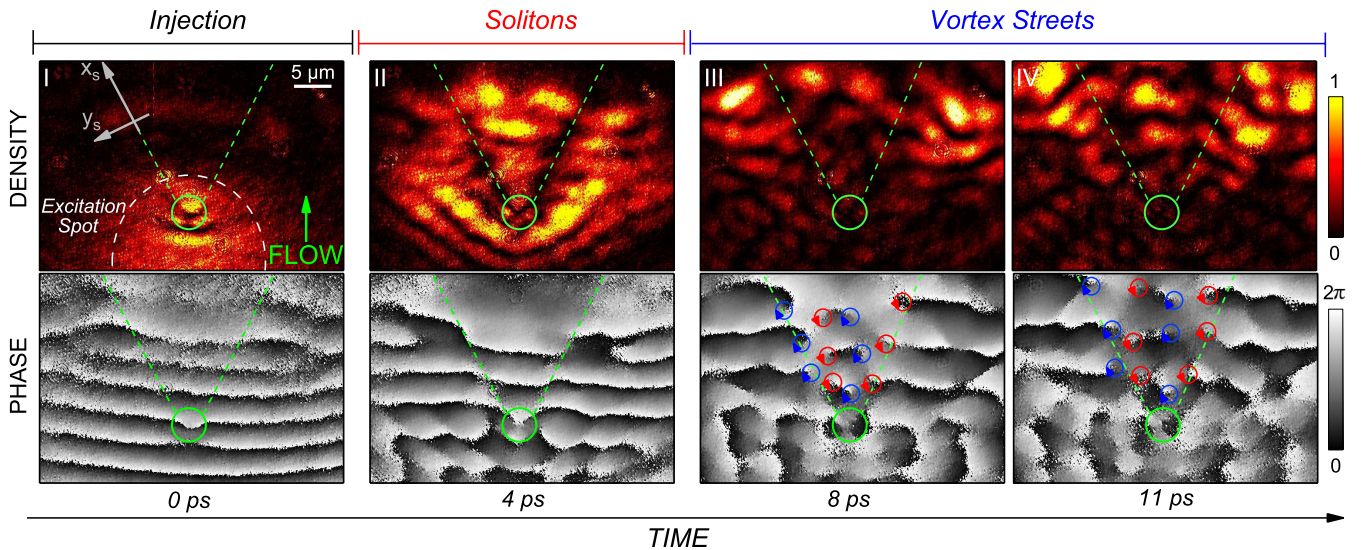 Injection
Solitons
Vortex Streets
DENSITY
I
xs
ys
5 μm
Excitation
Spot
FLOW
II
III
IV
1
0
PHASE
2π
0
0 ps
4 ps
8 ps
11 ps
TIME